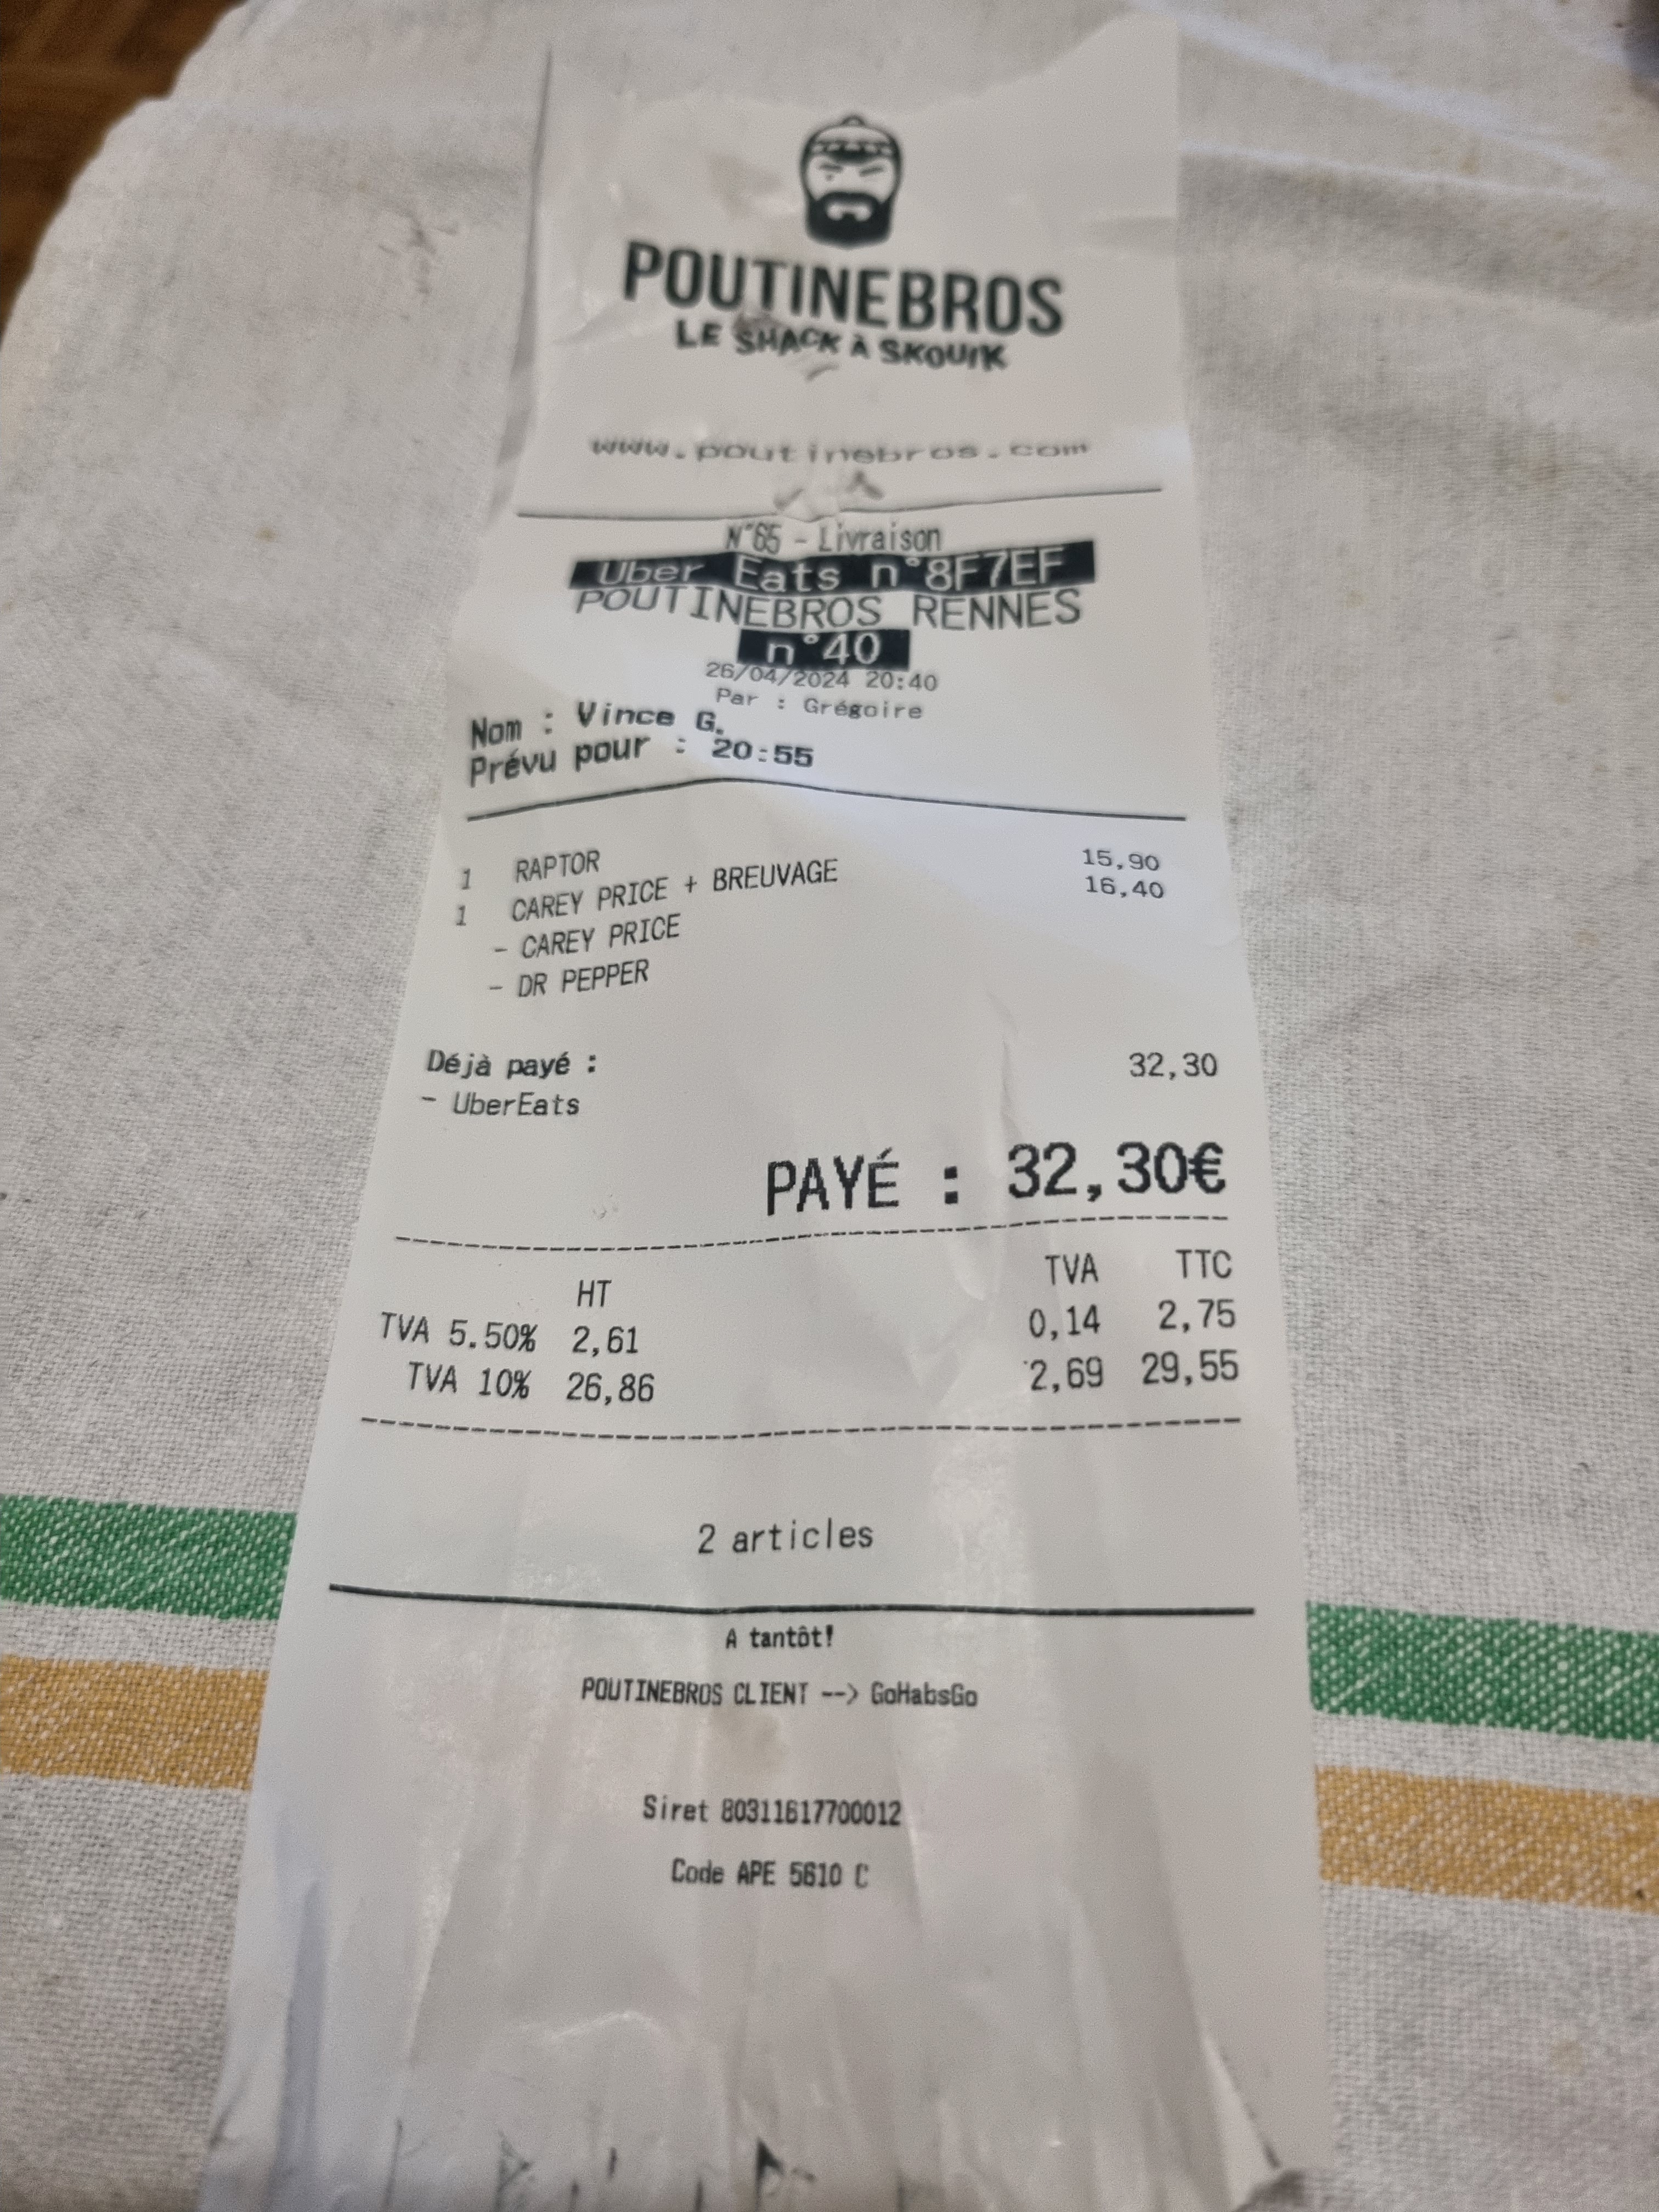 POUTINEBROS
LE SHACK À SKOUIK
www.poutinebros.com
N°65 - Livraison
Uber Eats n°8F7EF
POUTINEBROS RENNES
n°40
26/04/2024 20:40
Par : Grégoire
Nom : Vince G.
Prévu pour : 20:55
1 RAPTOR 15,90
1 CAREY PRICE + BREUVAGE 16,40
- CAREY PRICE
- DR PEPPER
Déjà payé : 32,30
- UberEats
PAYÉ : 32,30€
HT TVA TTC
TVA 5.50% 2,61 0,14 2,75
TVA 10% 26,86 2,69 29,55
2 articles
A tantôt!
POUTINEBROS CLIENT --> GoHabsGo
Siret 80311617700012
Code APE 5610 C